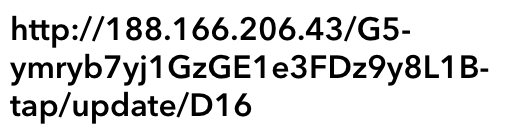 http://188.166.206.43/G5-
ymryb7yj1GzGE1e3FDz9y8L1B-
tap/update/D16